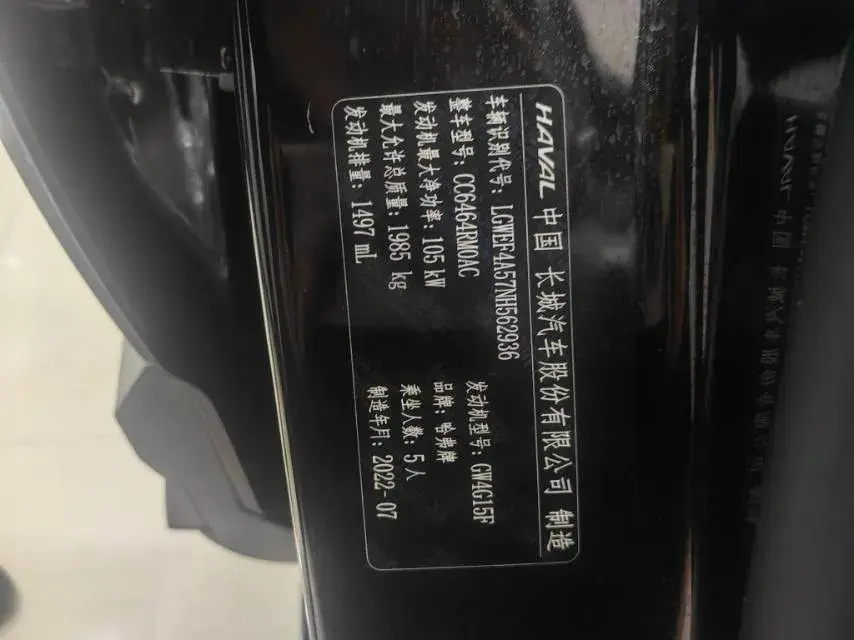 HAVAL 中国 长城汽车股份有限公司 制造
车辆识别代号: LGWEF4A57NH562936
整车型号: CC6464RM0AC 发动机型号: GW4G15F
发动机最大净功率: 105 kW 品牌: 哈弗牌
最大允许总质量: 1985 kg 乘坐人数: 5人
发动机排量: 1497 mL 制造年月: 2022-07